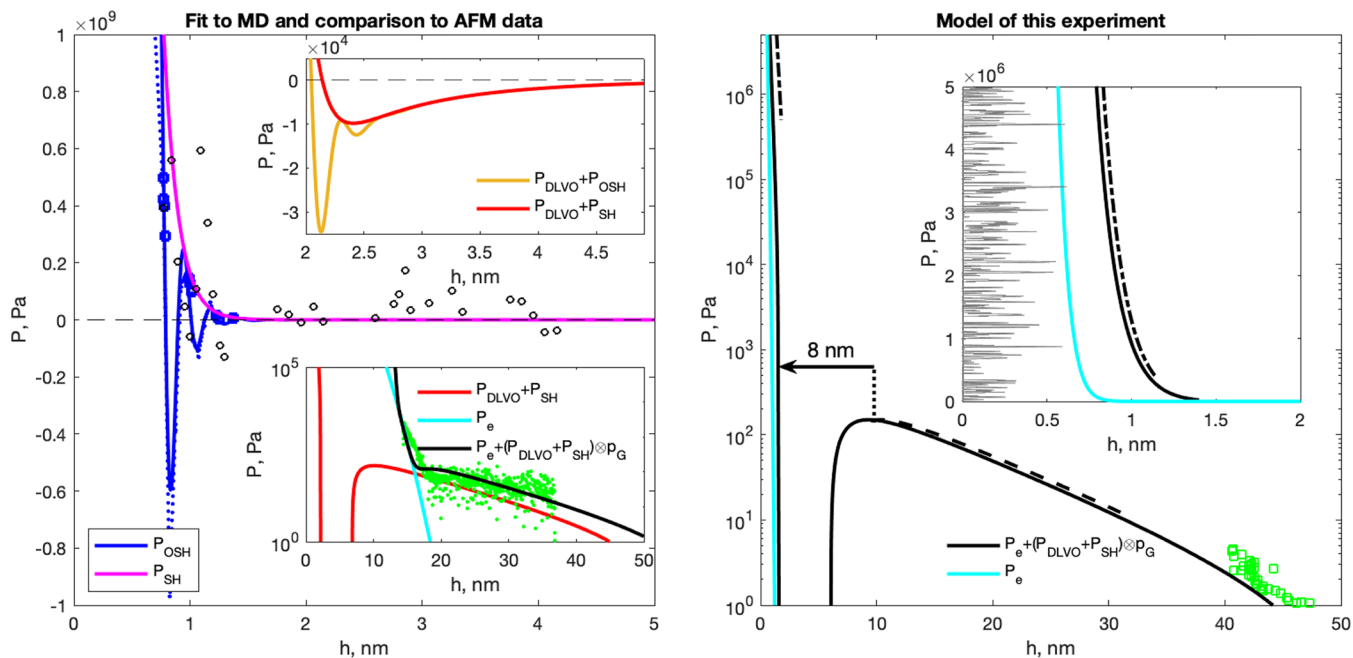 Fit to MD and comparison to AFM data
×10^9
1
0.8
0.6
0.4
0.2
0
-0.2
-0.4
-0.6
-0.8
-1
P, Pa
0 1 2 3 4 5
h, nm
P_OSH
P_SH
×10^4
0
-1
-2
-3
P, Pa
2 2.5 3 3.5 4 4.5
h, nm
P_DLVO+P_OSH
P_DLVO+P_SH
10^5
10^0
P, Pa
0 10 20 30 40 50
h, nm
P_DLVO+P_SH
P_e
P_e+(P_DLVO+P_SH)⊗p_G
Model of this experiment
10^6
10^5
10^4
10^3
10^2
10^1
10^0
P, Pa
0 10 20 30 40 50
h, nm
8 nm
P_e+(P_DLVO+P_SH)⊗p_G
P_e
×10^6
5
4
3
2
1
0
P, Pa
0 0.5 1 1.5 2
h, nm